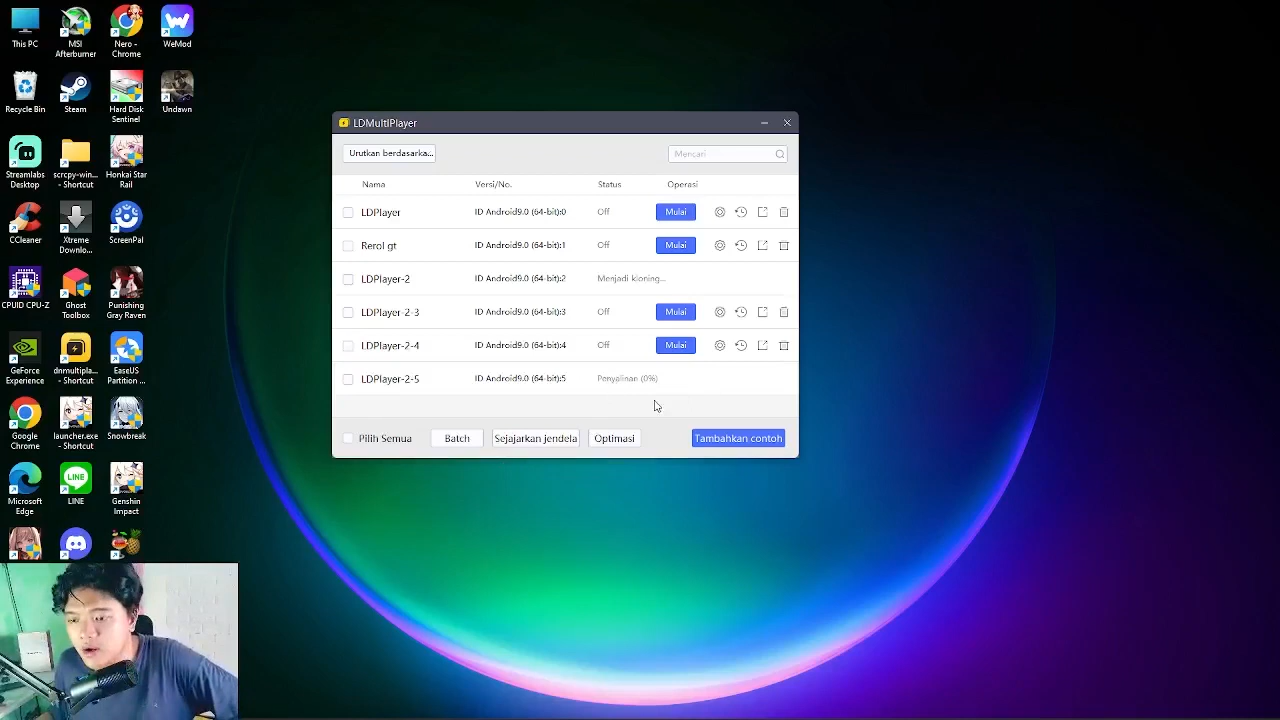 This PC
MSI
Afterburner
Nero -
Chrome
WeMod
Recycle Bin
Steam
Hard Disk
Sentinel
Undawn
Streamlabs
Desktop
scrcpy-win...
- Shortcut
Honkai Star
Rail
CCleaner
Xtreme
Downlo...
ScreenPal
CPUID CPU-Z
Ghost
Toolbox
Punishing
Gray Raven
GeForce
Experience
dnmultipla...
- Shortcut
EaseUS
Partition ...
Google
Chrome
launcher.exe
- Shortcut
Snowbreak
Microsoft
Edge
LINE
LINE
Genshin
Impact
LDMultiPlayer
Urutkan berdasarka...
Mencari
Nama Versi/No. Status Operasi
LDPlayer ID Android9.0 (64-bit):0 Off Mulai
Rerol gt ID Android9.0 (64-bit):1 Off Mulai
LDPlayer-2 ID Android9.0 (64-bit):2 Menjadi kloning...
LDPlayer-2-3 ID Android9.0 (64-bit):3 Off Mulai
LDPlayer-2-4 ID Android9.0 (64-bit):4 Off Mulai
LDPlayer-2-5 ID Android9.0 (64-bit):5 Penyalinan (0%)
Pilih Semua Batch Sejajarkan jendela Optimasi Tambahkan contoh